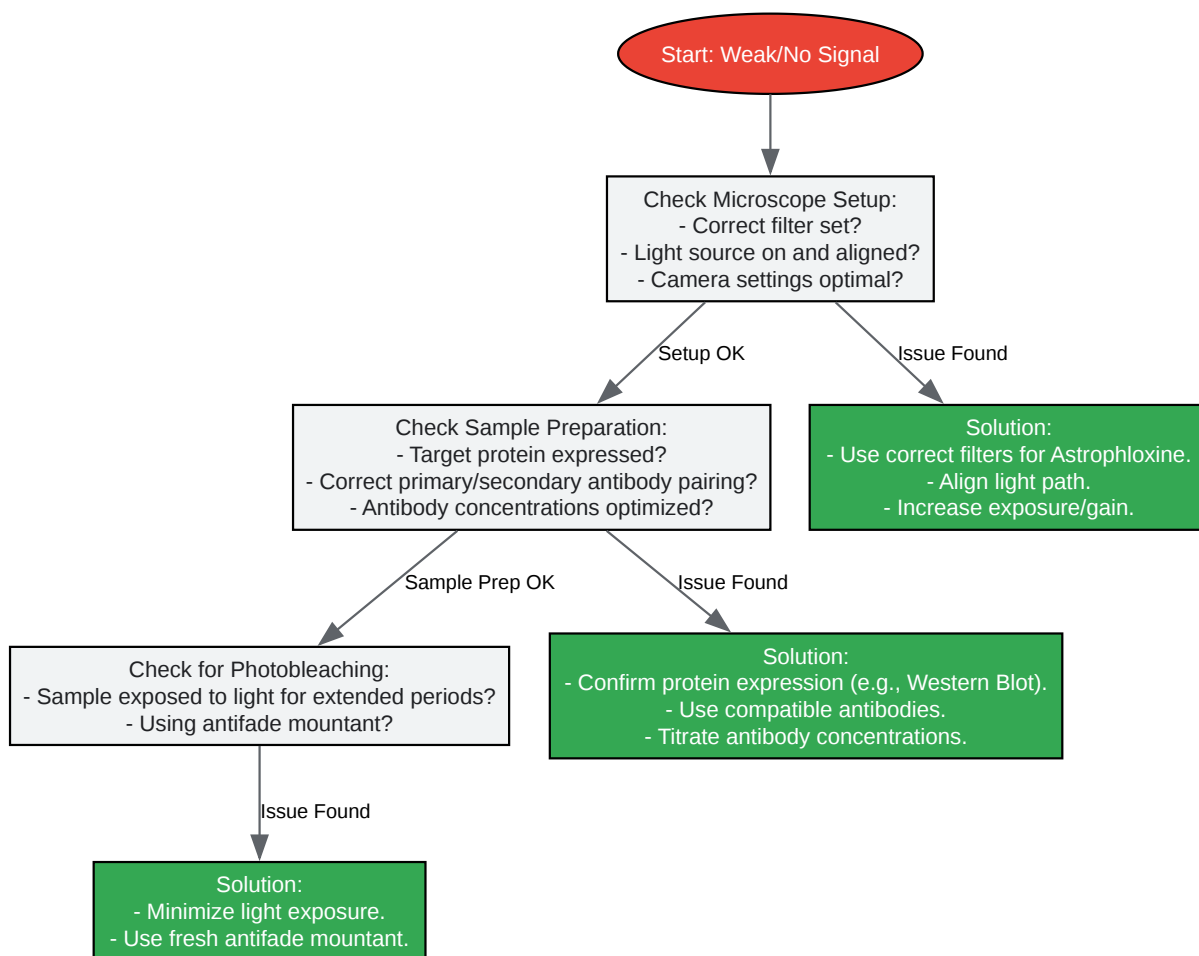 Start: Weak/No Signal
Check Microscope Setup:
- Correct filter set?
- Light source on and aligned?
- Camera settings optimal?
Setup OK
Issue Found
Check Sample Preparation:
- Target protein expressed?
- Correct primary/secondary antibody pairing?
- Antibody concentrations optimized?
Solution:
- Use correct filters for Astrophloxine.
- Align light path.
- Increase exposure/gain.
Sample Prep OK
Issue Found
Check for Photobleaching:
- Sample exposed to light for extended periods?
- Using antifade mountant?
Solution:
- Confirm protein expression (e.g., Western Blot).
- Use compatible antibodies.
- Titrate antibody concentrations.
Issue Found
Solution:
- Minimize light exposure.
- Use fresh antifade mountant.